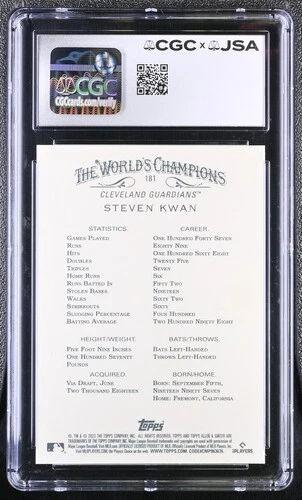 CGC
CGCcards.com/verify
CGC x JSA
THE WORLD'S CHAMPIONS
181
CLEVELAND GUARDIANS™
STEVEN KWAN
STATISTICS CAREER
GAMES PLAYED ONE HUNDRED FORTY SEVEN
RUNS EIGHTY NINE
HITS ONE HUNDRED SIXTY EIGHT
DOUBLES TWENTY FIVE
TRIPLES SEVEN
HOME RUNS SIX
RUNS BATTED IN FIFTY TWO
STOLEN BASES NINETEEN
WALKS SIXTY TWO
STRIKEOUTS SIXTY
SLUGGING PERCENTAGE FOUR HUNDRED
BATTING AVERAGE TWO HUNDRED NINETY EIGHT
HEIGHT/WEIGHT BATS/THROWS
FIVE FOOT NINE INCHES BATS LEFT-HANDED
ONE HUNDRED SEVENTY THROWS LEFT-HANDED
POUNDS
ACQUIRED BORN/HOME
VIA DRAFT, JUNE BORN: SEPTEMBER FIFTH,
TWO THOUSAND EIGHTEEN NINETEEN NINETY SEVEN
HOME: FREMONT, CALIFORNIA
Topps
PLAYERS